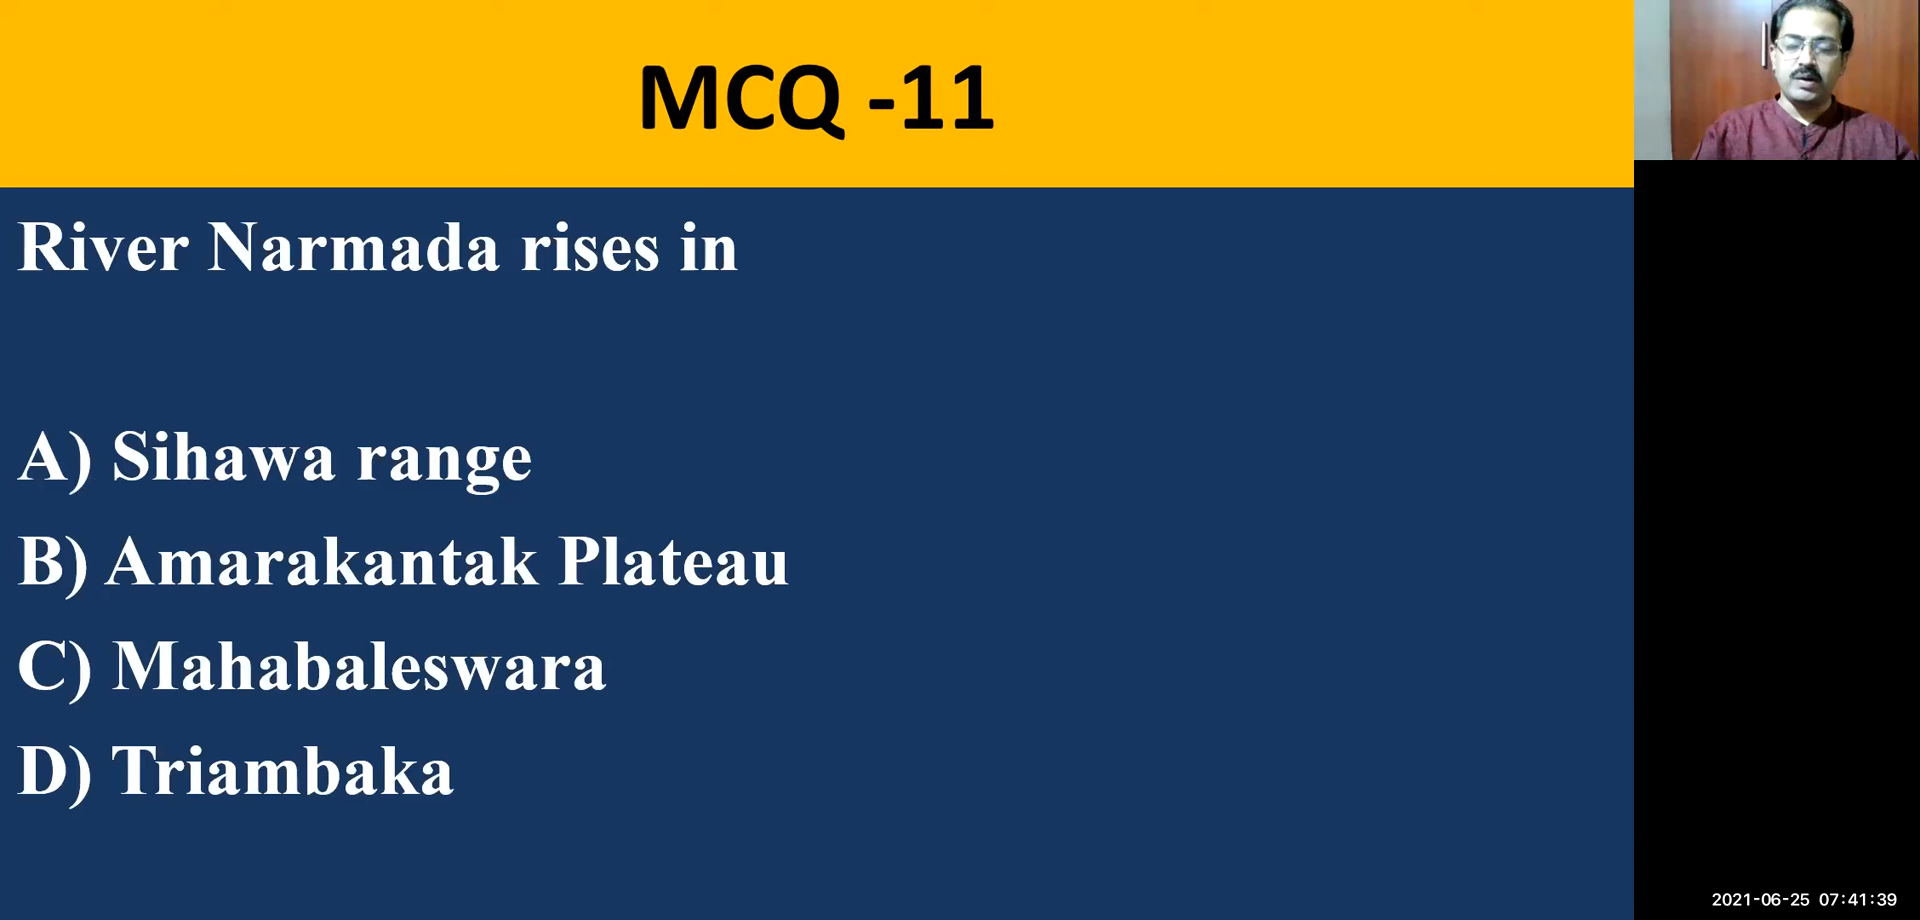 MCQ -11
River Narmada rises in
A) Sihawa range
B) Amarakantak Plateau
C) Mahabaleswara
D) Triambaka
2021-06-25 07:41:39